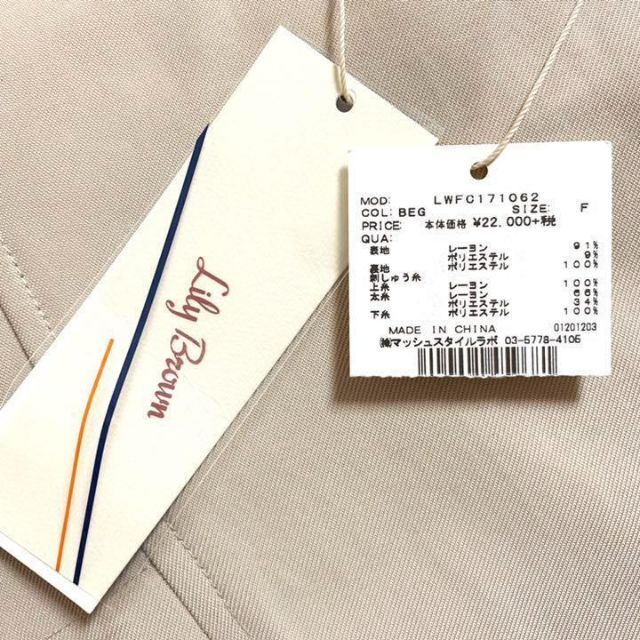 Lily Brown
MOD: LWFC171062
COL: BEG SIZE: F
PRICE: 本体価格 ¥22.000+税
QUA:
表地 レーヨン 91%
ポリエステル 9%
裏地 ポリエステル 100%
刺しゅう糸
上糸 レーヨン 100%
太糸 レーヨン 66%
ポリエステル 34%
下糸 ポリエステル 100%
MADE IN CHINA 01201203
㈱マッシュスタイルラボ 03-5778-4105